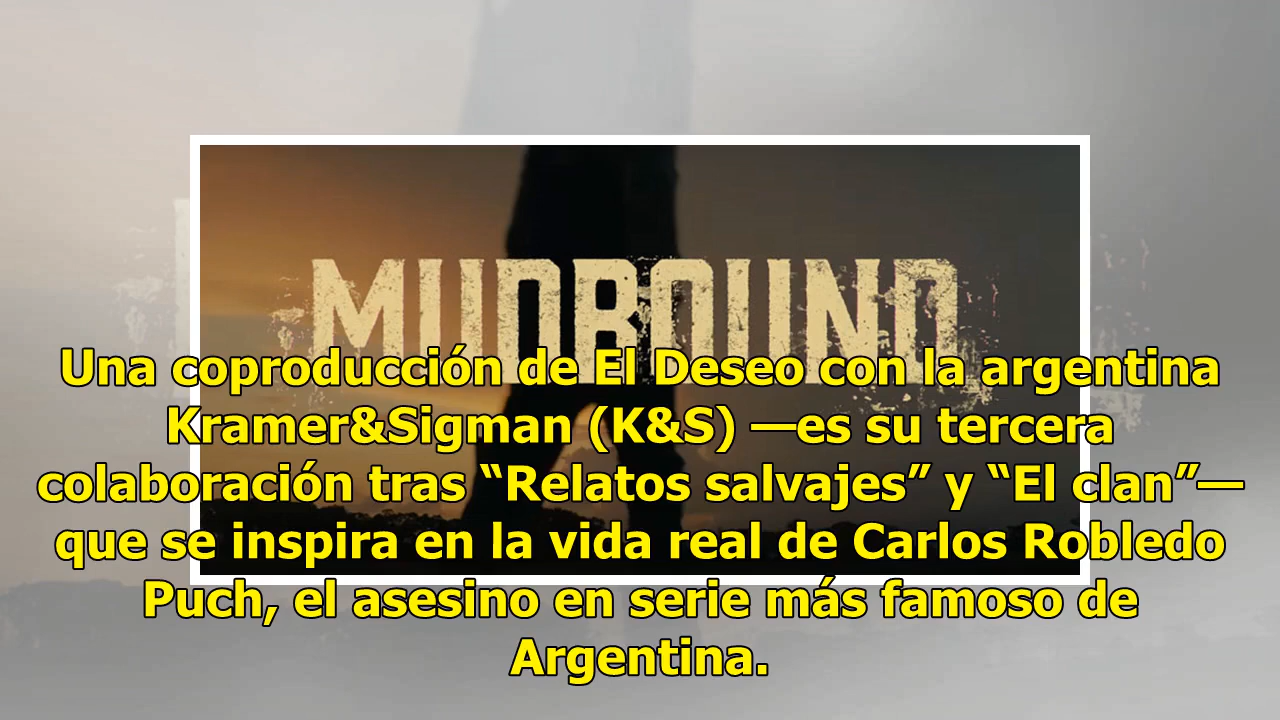 MUDBOUND
Una coproducción de El Deseo con la argentina
Kramer&Sigman (K&S) —es su tercera
colaboración tras “Relatos salvajes” y “El clan”—
que se inspira en la vida real de Carlos Robledo
Puch, el asesino en serie más famoso de
Argentina.